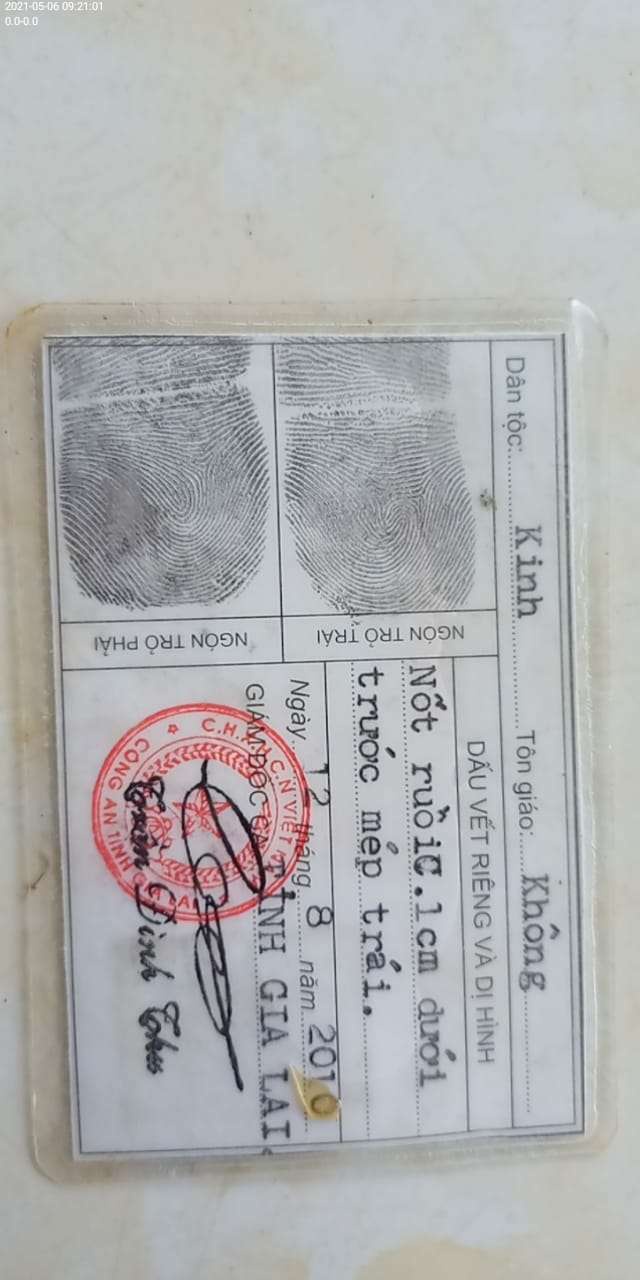 2021-05-06 09:21:01
0.0-0.0
Dân tộc: Kinh Tôn giáo: Không
DẤU VẾT RIÊNG VÀ DỊ HÌNH
Nốt ruồiC.1cm dưới
trước mép trái.
NGÓN TRỎ TRÁI
NGÓN TRỎ PHẢI
Ngày 12 tháng 8 năm 2010
GIÁM ĐỐC CA TỈNH GIA LAI
C.H.X.H.C.N VIỆT NAM
CÔNG AN TỈNH GIA LAI
Trần Đình Thu